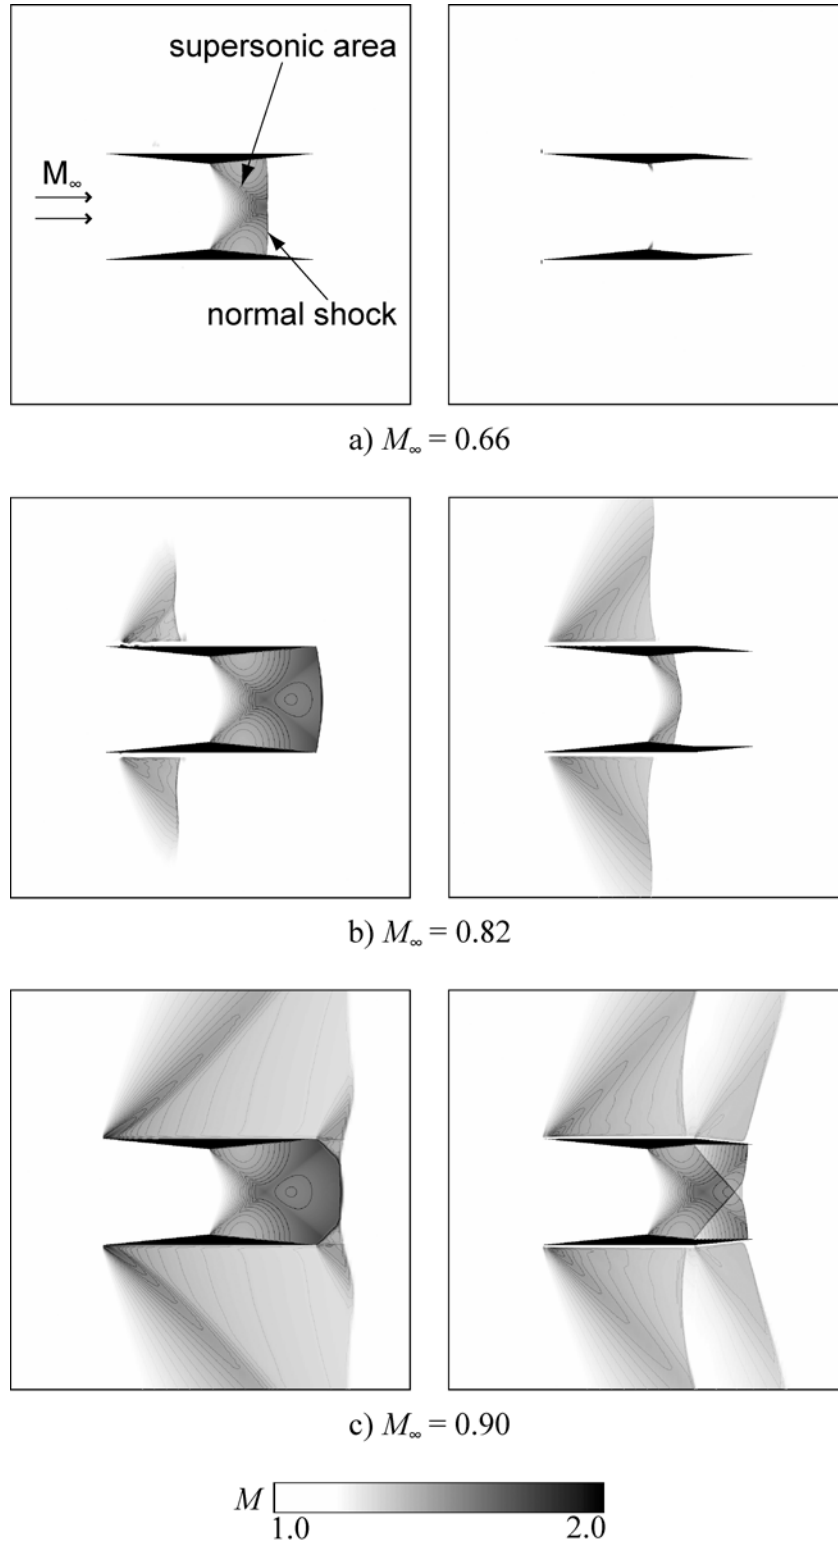 supersonic area
M∞
normal shock
a) M∞ = 0.66
b) M∞ = 0.82
c) M∞ = 0.90
M
1.0 2.0